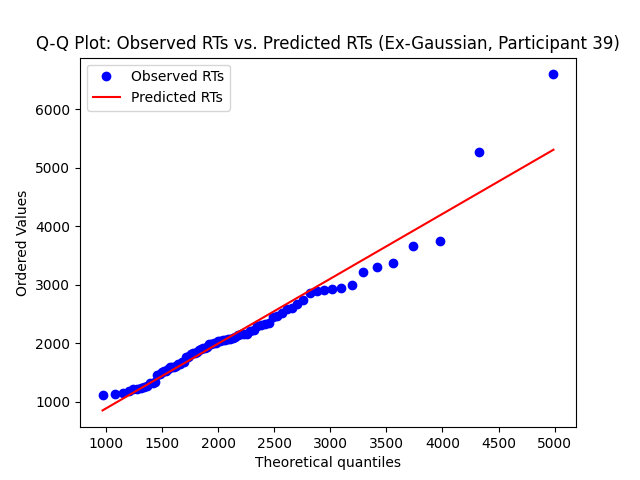 Q-Q Plot: Observed RTs vs. Predicted RTs (Ex-Gaussian, Participant 39)
Observed RTs
Predicted RTs
6000
5000
4000
3000
2000
1000
Ordered Values
1000 1500 2000 2500 3000 3500 4000 4500 5000
Theoretical quantiles